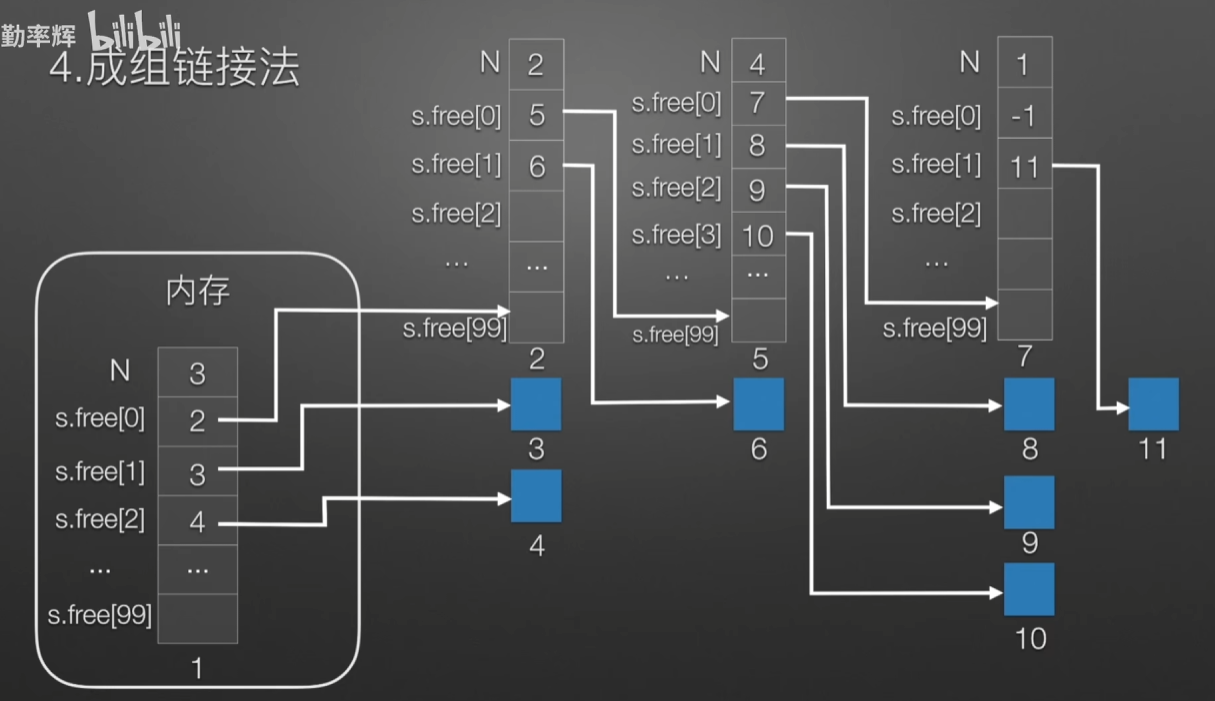 勤率辉 bilibili
4.成组链接法
N 2
s.free[0] 5
s.free[1] 6
s.free[2]
... ...
s.free[99]
2
3
4
N 4
s.free[0] 7
s.free[1] 8
s.free[2] 9
s.free[3] 10
... ...
s.free[99]
5
6
N 1
s.free[0] -1
s.free[1] 11
s.free[2]
...
s.free[99]
7
8
9
10
11
内存
N 3
s.free[0] 2
s.free[1] 3
s.free[2] 4
... ...
s.free[99]
1